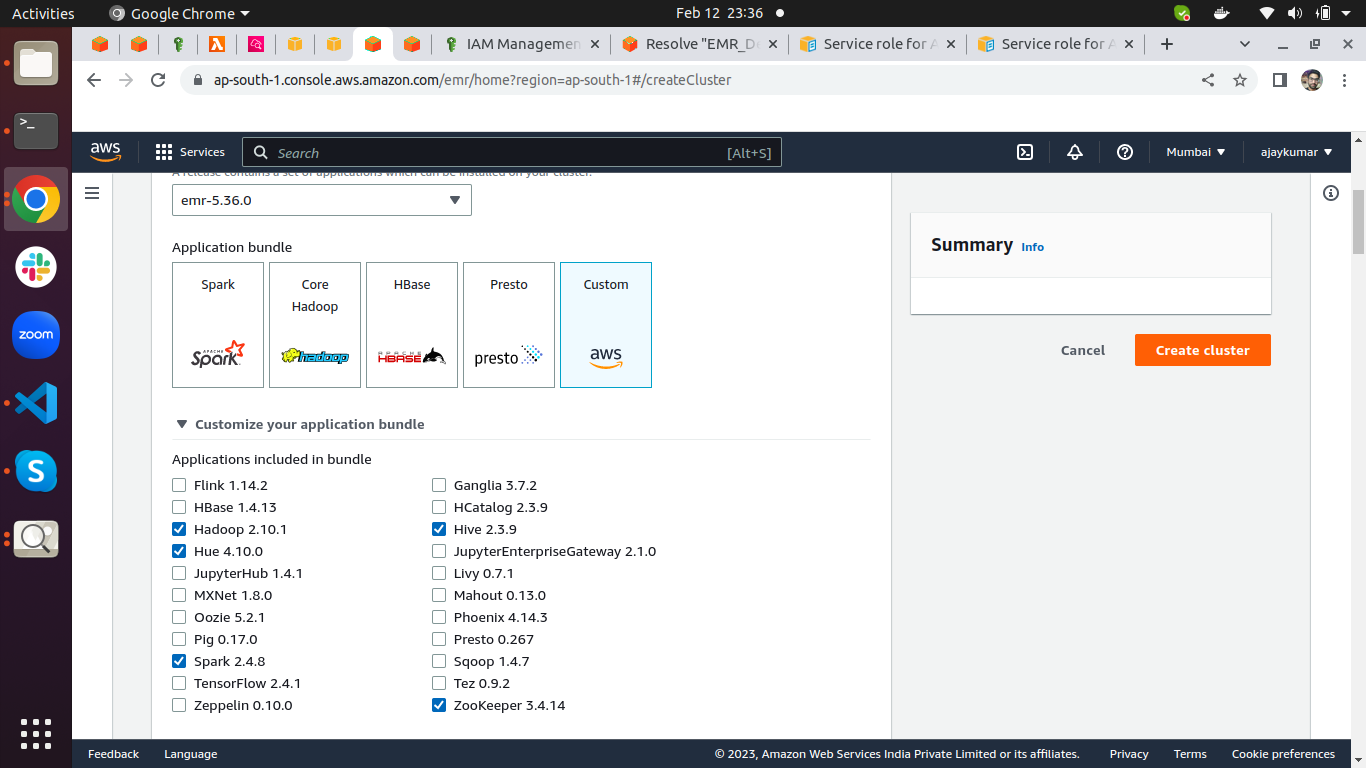 Activities
Google Chrome
Feb 12 23:36
IAM Managemen
Resolve "EMR_D
Service role for A
Service role for A
ap-south-1.console.aws.amazon.com/emr/home?region=ap-south-1#/createCluster
aws
Services
Search
[Alt+S]
Mumbai
ajaykumar
A release contains a set of applications which can be installed on your cluster.
emr-5.36.0
Summary Info
Application bundle
Spark
Core Hadoop
HBase
Presto
Custom
APACHE Spark
hadoop
APACHE HBASE
presto
aws
Cancel
Create cluster
Customize your application bundle
Applications included in bundle
Flink 1.14.2
Ganglia 3.7.2
HBase 1.4.13
HCatalog 2.3.9
Hadoop 2.10.1
Hive 2.3.9
Hue 4.10.0
JupyterEnterpriseGateway 2.1.0
JupyterHub 1.4.1
Livy 0.7.1
MXNet 1.8.0
Mahout 0.13.0
Oozie 5.2.1
Phoenix 4.14.3
Pig 0.17.0
Presto 0.267
Spark 2.4.8
Sqoop 1.4.7
TensorFlow 2.4.1
Tez 0.9.2
Zeppelin 0.10.0
ZooKeeper 3.4.14
zoom
Feedback
Language
© 2023, Amazon Web Services India Private Limited or its affiliates.
Privacy
Terms
Cookie preferences